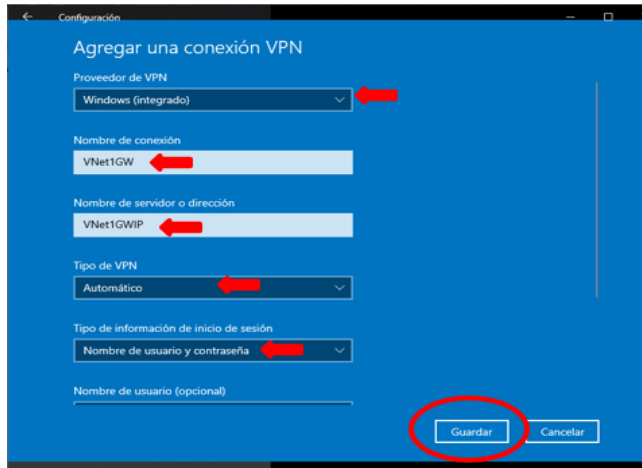 Configuración
Agregar una conexión VPN
Proveedor de VPN
Windows (integrado)
Nombre de conexión
VNet1GW
Nombre de servidor o dirección
VNet1GWIP
Tipo de VPN
Automático
Tipo de información de inicio de sesión
Nombre de usuario y contraseña
Nombre de usuario (opcional)
Guardar Cancelar